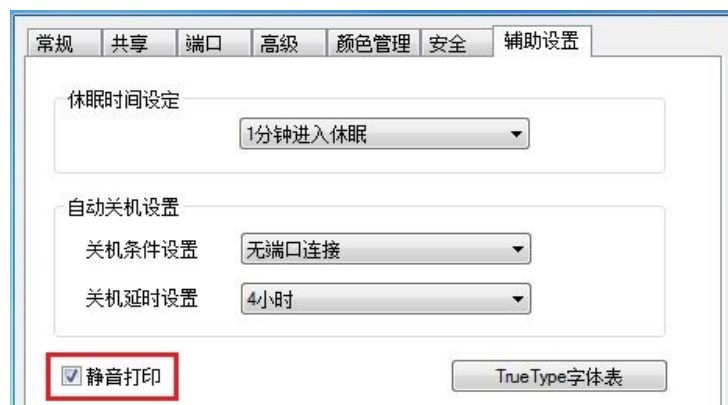 常规 共享 端口 高级 颜色管理 安全 辅助设置
休眠时间设定
1分钟进入休眠
自动关机设置
关机条件设置 无端口连接
关机延时设置 4小时
静音打印 TrueType字体表